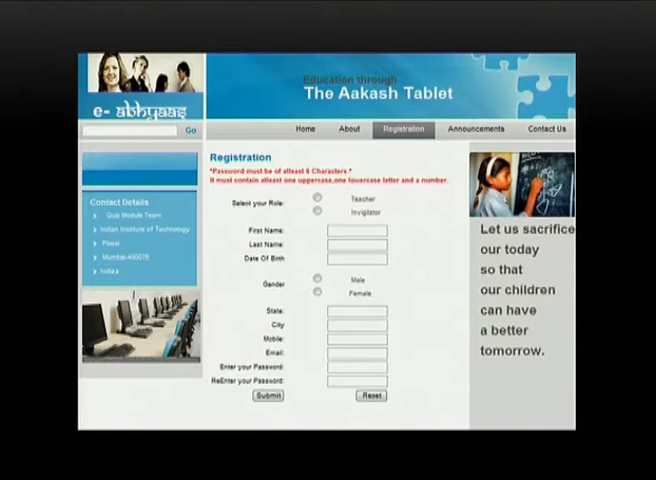 Education through
The Aakash Tablet
e- abhyaas
Go
Home About Registration Announcements Contact Us
Contact Details
Quiz Module Team
Indian Institute of Technology
Powai
Mumbai-400076
India
Registration
*Password must be of atleast 6 Characters.*
It must contain atleast one uppercase,one lowercase letter and a number.
Select your Role: Teacher
Invigilator
First Name:
Last Name:
Date Of Birth
Gender Male
Female
State:
City
Mobile:
Email:
Enter your Password:
ReEnter your Password:
Submit Reset
Let us sacrifice
our today
so that
our children
can have
a better
tomorrow.